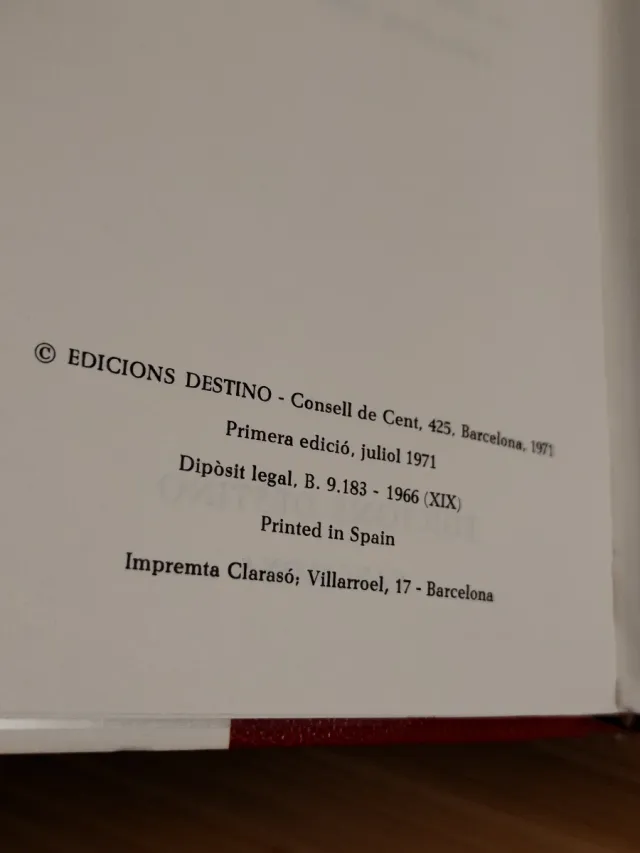 © EDICIONS DESTINO - Consell de Cent, 425, Barcelona, 1971
Primera edició, juliol 1971
Dipòsit legal, B. 9.183 - 1966 (XIX)
Printed in Spain
Impremta Clarasó; Villarroel, 17 - Barcelona